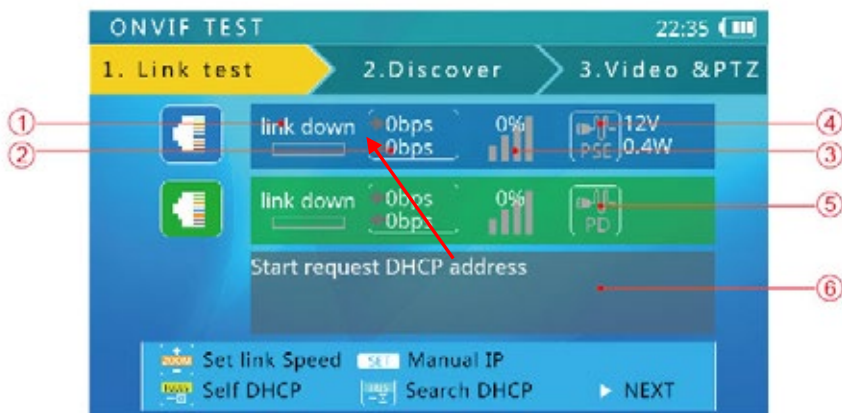 ONVIF TEST 22:35
1. Link test 2.Discover 3.Video &PTZ
① link down 0bps 0% 12V ④
② 0bps PSE 0.4W ③
link down 0bps 0% ⑤
0bps PD
Start request DHCP address
⑥
ZOOM Set link Speed SET Manual IP
Self DHCP Search DHCP NEXT